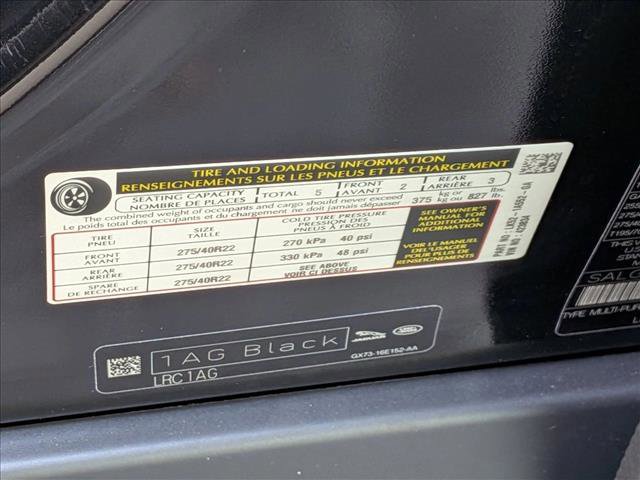 TIRE AND LOADING INFORMATION
RENSEIGNEMENTS SUR LES PNEUS ET LE CHARGEMENT
SEATING CAPACITY
NOMBRE DE PLACES
TOTAL 5
FRONT
AVANT
2
REAR
ARRIÈRE
3
The combined weight of occupants and cargo should never exceed
Le poids total des occupants et du chargement ne doit jamais dépasser
375 kg or
kg ou
827 lbs.
lb.
TIRE
PNEU
SIZE
TAILLE
COLD TIRE PRESSURE
PRESSION DES
PNEUS À FROID
FRONT
AVANT
275/40R22
270 kPa 40 psi
REAR
ARRIÈRE
275/40R22
330 kPa 48 psi
SPARE
DE RECHANGE
275/40R22
SEE ABOVE
VOIR CI DESSUS
SEE OWNER'S
MANUAL FOR
ADDITIONAL
INFORMATION
VOIR LE MANUEL
DE L'USAGER
POUR PLUS DE
RENSEIGNEMENTS
1AG Black
LRC1AG
JAGUAR
GX73-16E152-AA
SALC
TYPE MULTI-PUR